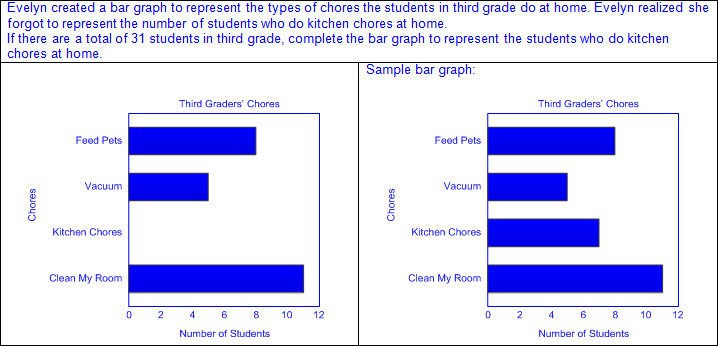 Evelyn created a bar graph to represent the types of chores the students in third grade do at home. Evelyn realized she
forgot to represent the number of students who do kitchen chores at home.
If there are a total of 31 students in third grade, complete the bar graph to represent the students who do kitchen
chores at home.
Third Graders' Chores
Chores
Feed Pets
Vacuum
Kitchen Chores
Clean My Room
0 2 4 6 8 10 12
Number of Students
Sample bar graph:
Third Graders' Chores
Chores
Feed Pets
Vacuum
Kitchen Chores
Clean My Room
0 2 4 6 8 10 12
Number of Students